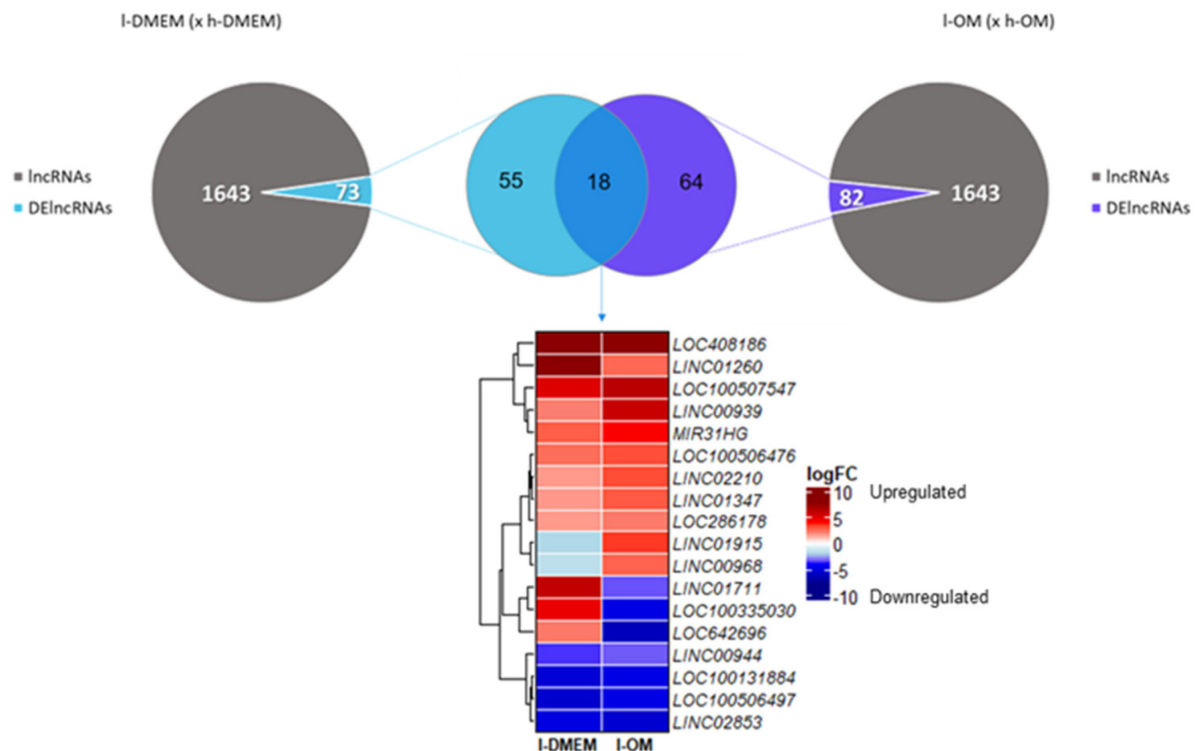 l-DMEM (x h-DMEM)
l-OM (x h-OM)
lncRNAs
DElncRNAs
1643
73
55
18
64
82
1643
lncRNAs
DElncRNAs
LOC408186
LINC01260
LOC100507547
LINC00939
MIR31HG
LOC100506476
LINC02210
LINC01347
LOC286178
LINC01915
LINC00968
LINC01711
LOC100335030
LOC642696
LINC00944
LOC100131884
LOC100506497
LINC02853
l-DMEM
l-OM
logFC
10
5
0
-5
-10
Upregulated
Downregulated